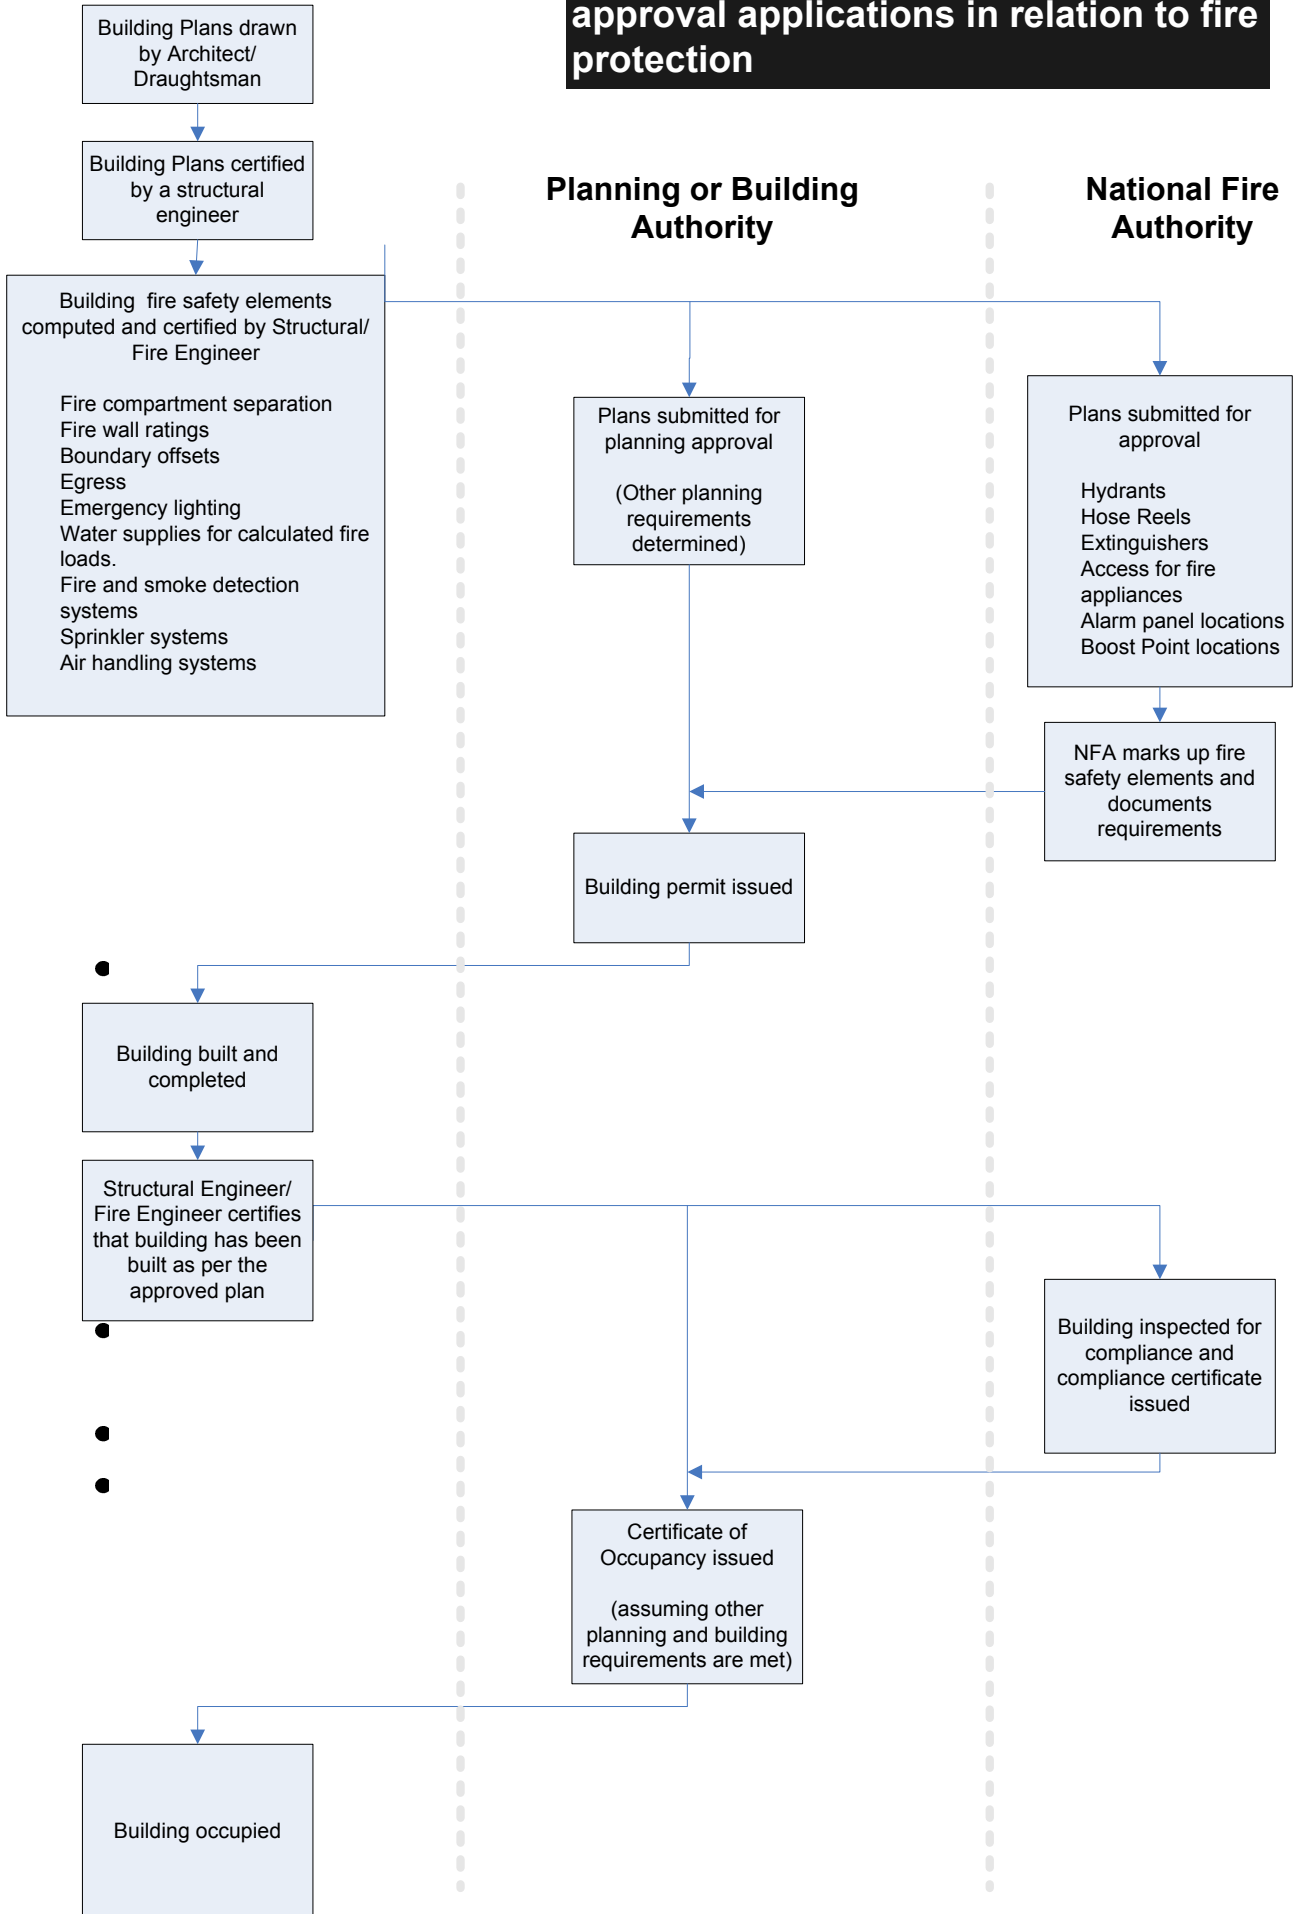 approval applications in relation to fire
protection
Building Plans drawn
by Architect/
Draughtsman
Building Plans certified
by a structural
engineer
Planning or Building
Authority
National Fire
Authority
Building  fire safety elements
computed and certified by Structural/
Fire Engineer
Fire compartment separation
Fire wall ratings
Boundary offsets
Egress
Emergency lighting
Water supplies for calculated fire
loads.
Fire and smoke detection
systems
Sprinkler systems
Air handling systems
Plans submitted for
planning approval
(Other planning
requirements
determined)
Plans submitted for
approval
Hydrants
Hose Reels
Extinguishers
Access for fire
appliances
Alarm panel locations
Boost Point locations
NFA marks up fire
safety elements and
documents
requirements
Building permit issued
Building built and
completed
Structural Engineer/
Fire Engineer certifies
that building has been
built as per the
approved plan
Building inspected for
compliance and
compliance certificate
issued
Certificate of
Occupancy issued
(assuming other
planning and building
requirements are met)
Building occupied